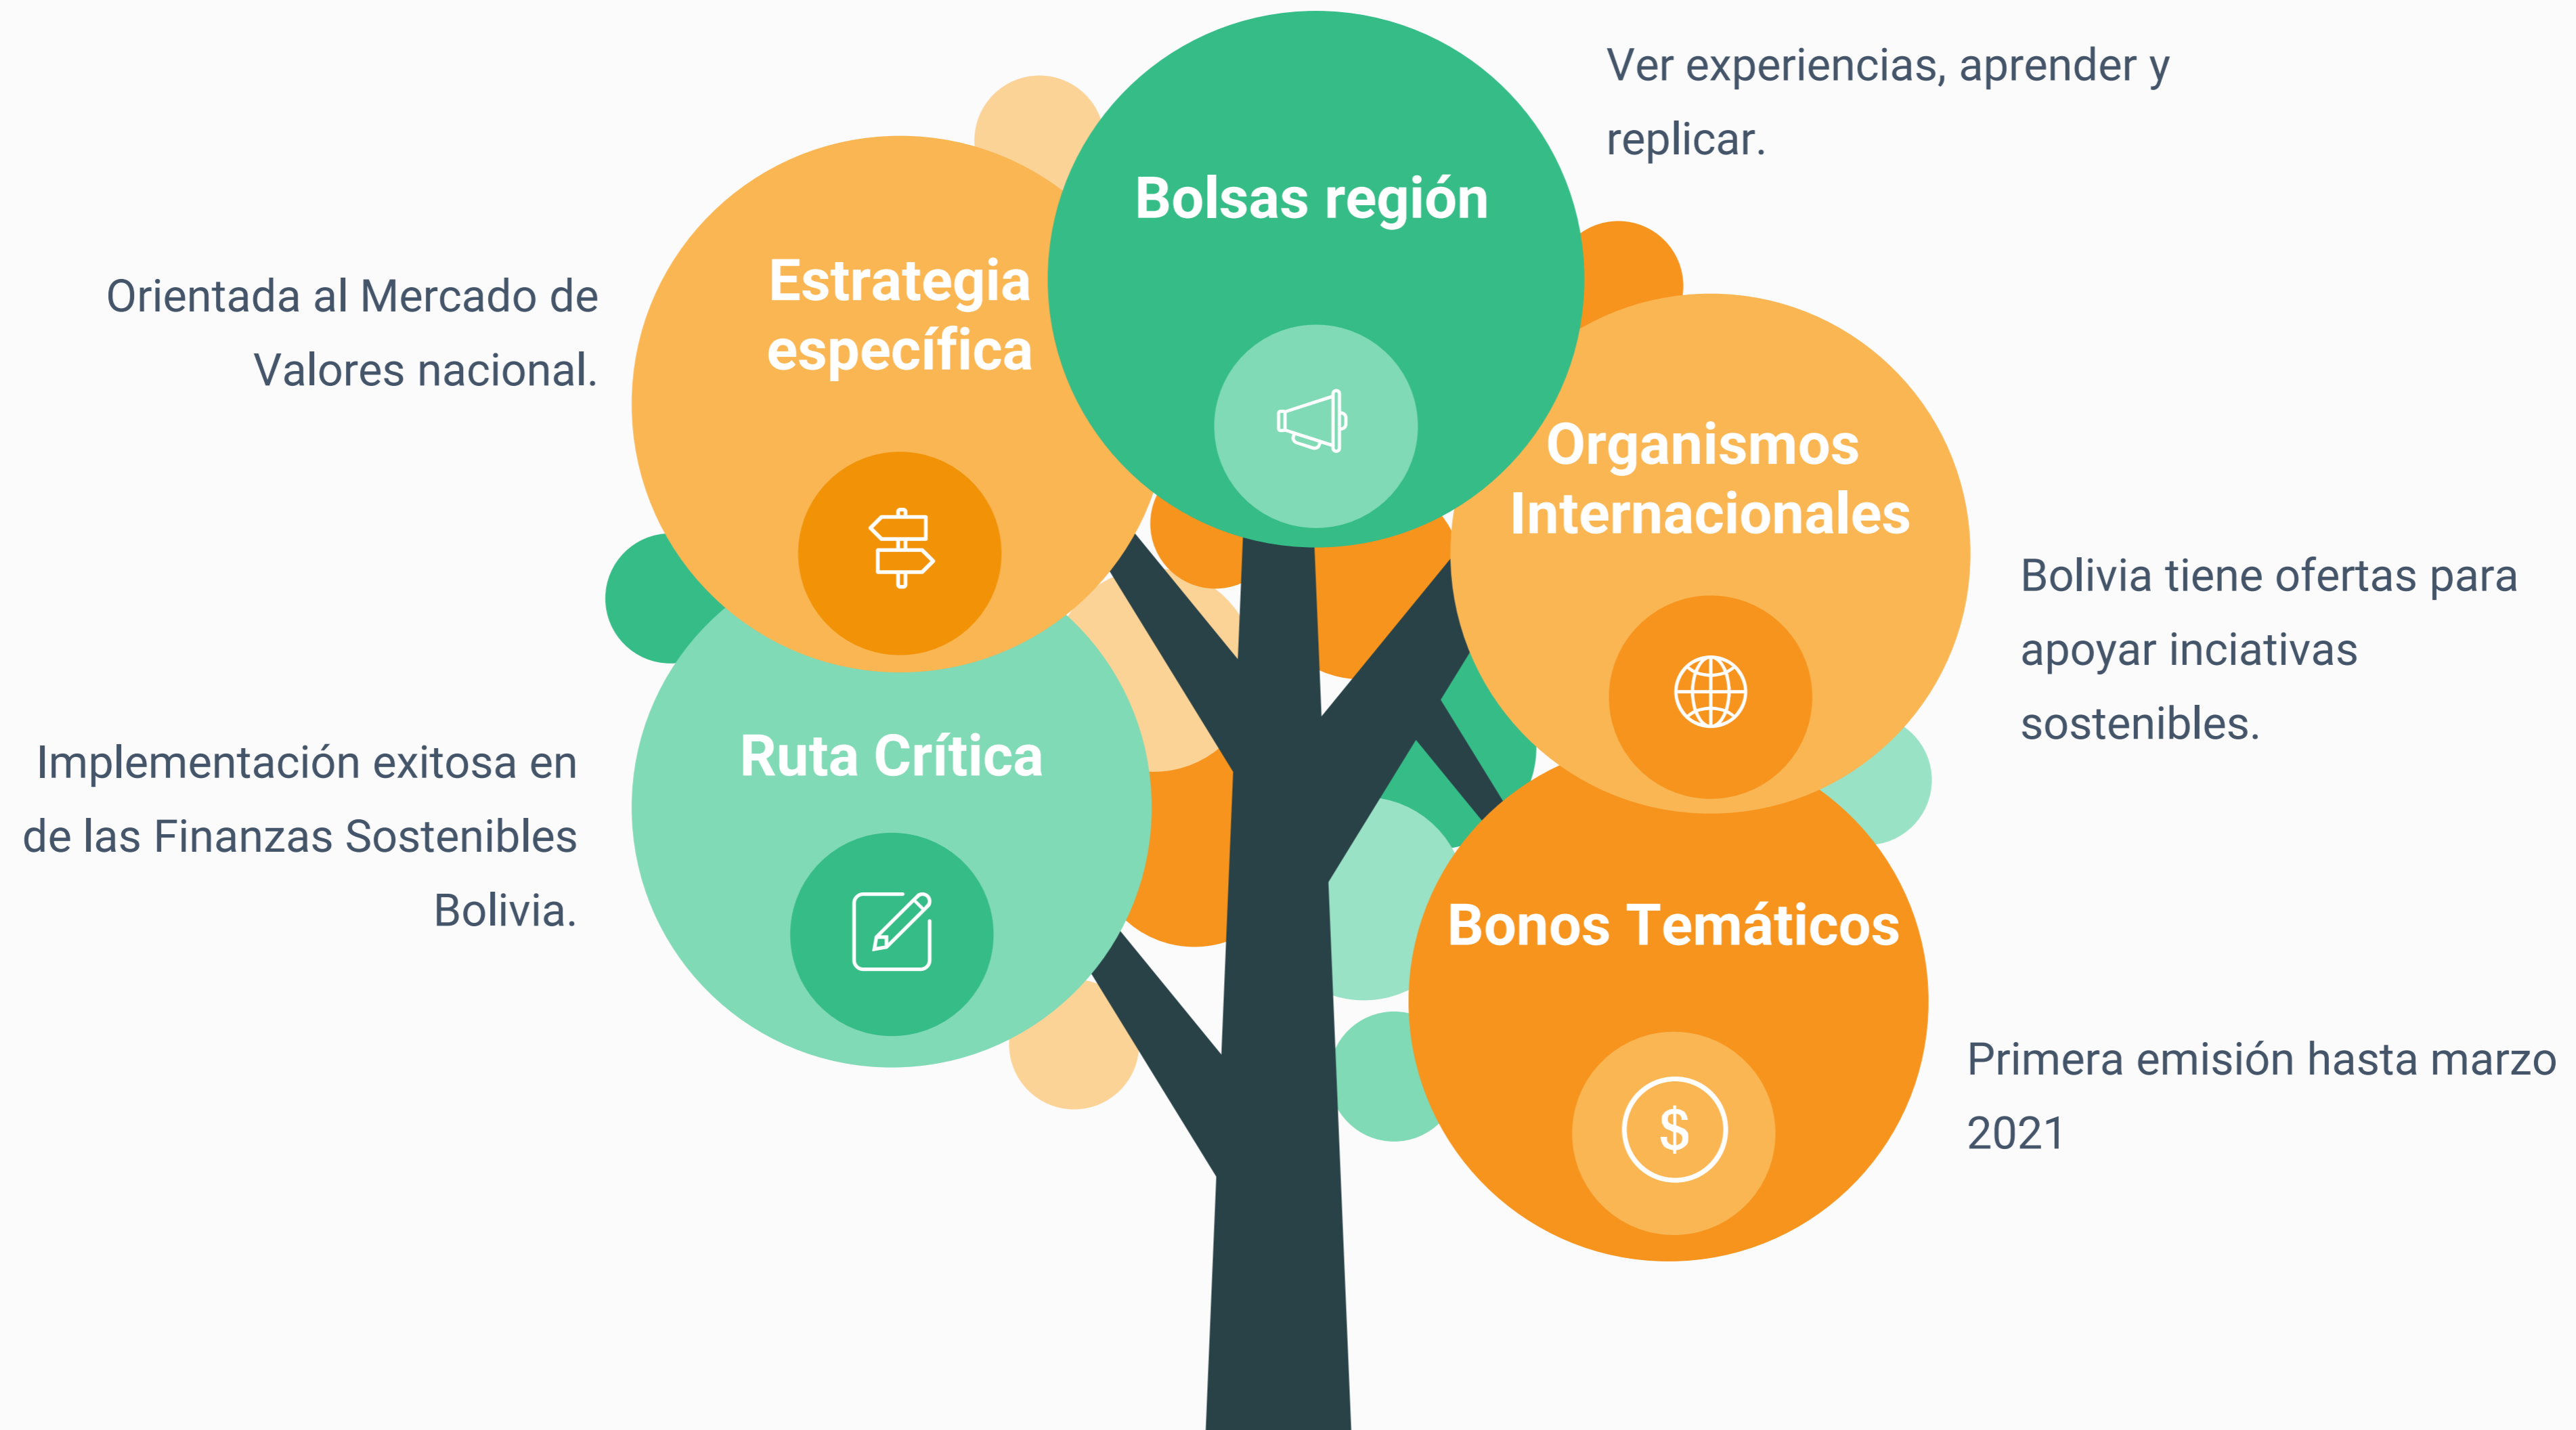 Ver experiencias, aprender y
replicar.
Bolsas región
Estrategia
específica
Orientada al Mercado de
Valores nacional.
Organismos
Internacionales
Bolivia tiene ofertas para
apoyar inciativas
sostenibles.
Ruta Crítica
Implementación exitosa en
de las Finanzas Sostenibles
Bolivia.
Bonos Temáticos
Primera emisión hasta marzo
2021
$